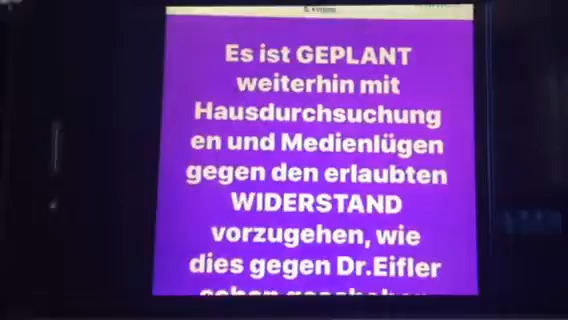 Es ist GEPLANT
weiterhin mit
Hausdurchsuchung
en und Medienlügen
gegen den erlaubten
WIDERSTAND
vorzugehen, wie
dies gegen Dr.Eifler